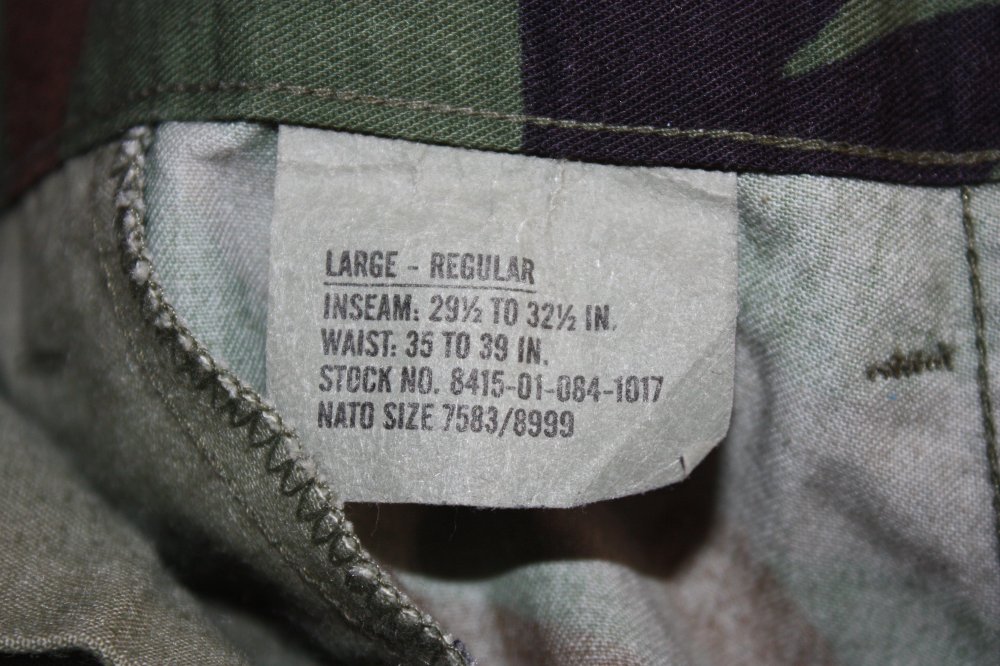 LARGE - REGULAR
INSEAM: 29½ TO 32½ IN.
WAIST: 35 TO 39 IN.
STOCK NO. 8415-01-084-1017
NATO SIZE 7583/8999